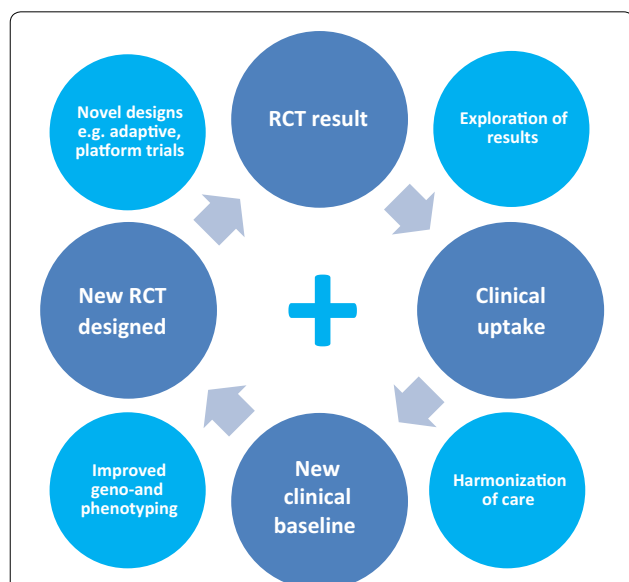 Novel designs
e.g. adaptive,
platform trials
RCT result
Exploration of
results
New RCT
designed
Clinical
uptake
Improved
geno-and
phenotyping
New
clinical
baseline
Harmonization
of care